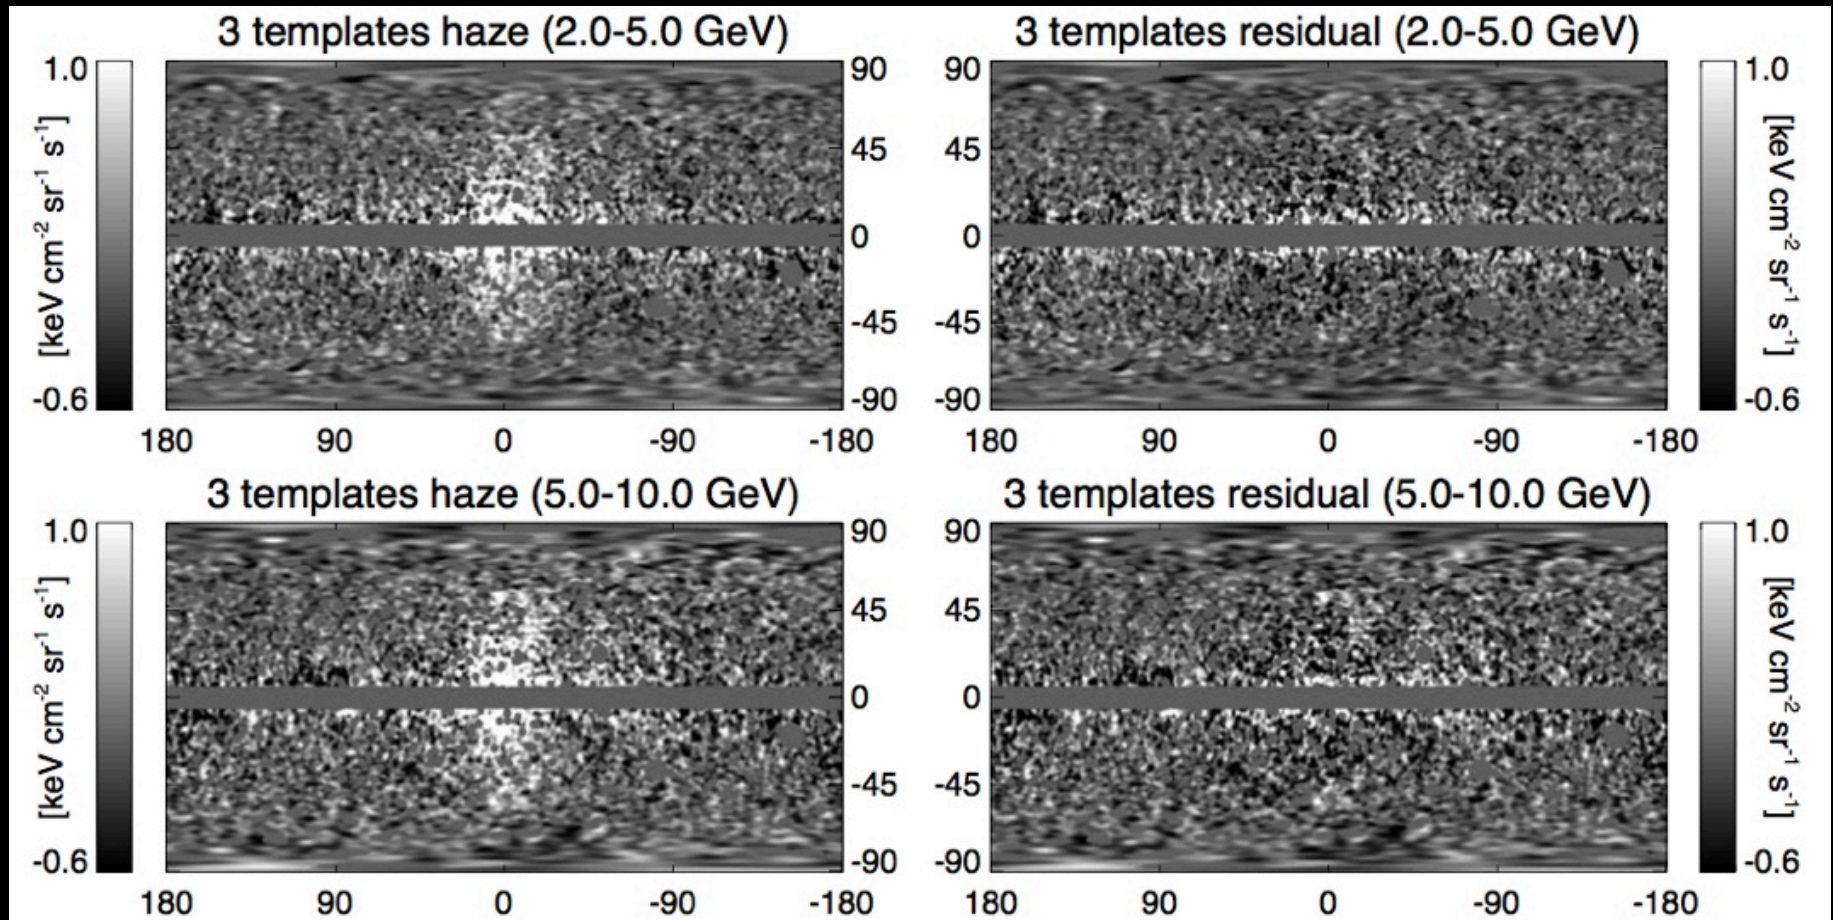 3 templates haze (2.0-5.0 GeV)
1.0
-0.6
[keV cm⁻² sr⁻¹ s⁻¹]
90
45
0
-45
-90
180 90 0 -90 -180
3 templates residual (2.0-5.0 GeV)
90
45
0
-45
-90
180 90 0 -90 -180
1.0
-0.6
[keV cm⁻² sr⁻¹ s⁻¹]
3 templates haze (5.0-10.0 GeV)
1.0
-0.6
[keV cm⁻² sr⁻¹ s⁻¹]
90
45
0
-45
-90
180 90 0 -90 -180
3 templates residual (5.0-10.0 GeV)
90
45
0
-45
-90
180 90 0 -90 -180
1.0
-0.6
[keV cm⁻² sr⁻¹ s⁻¹]